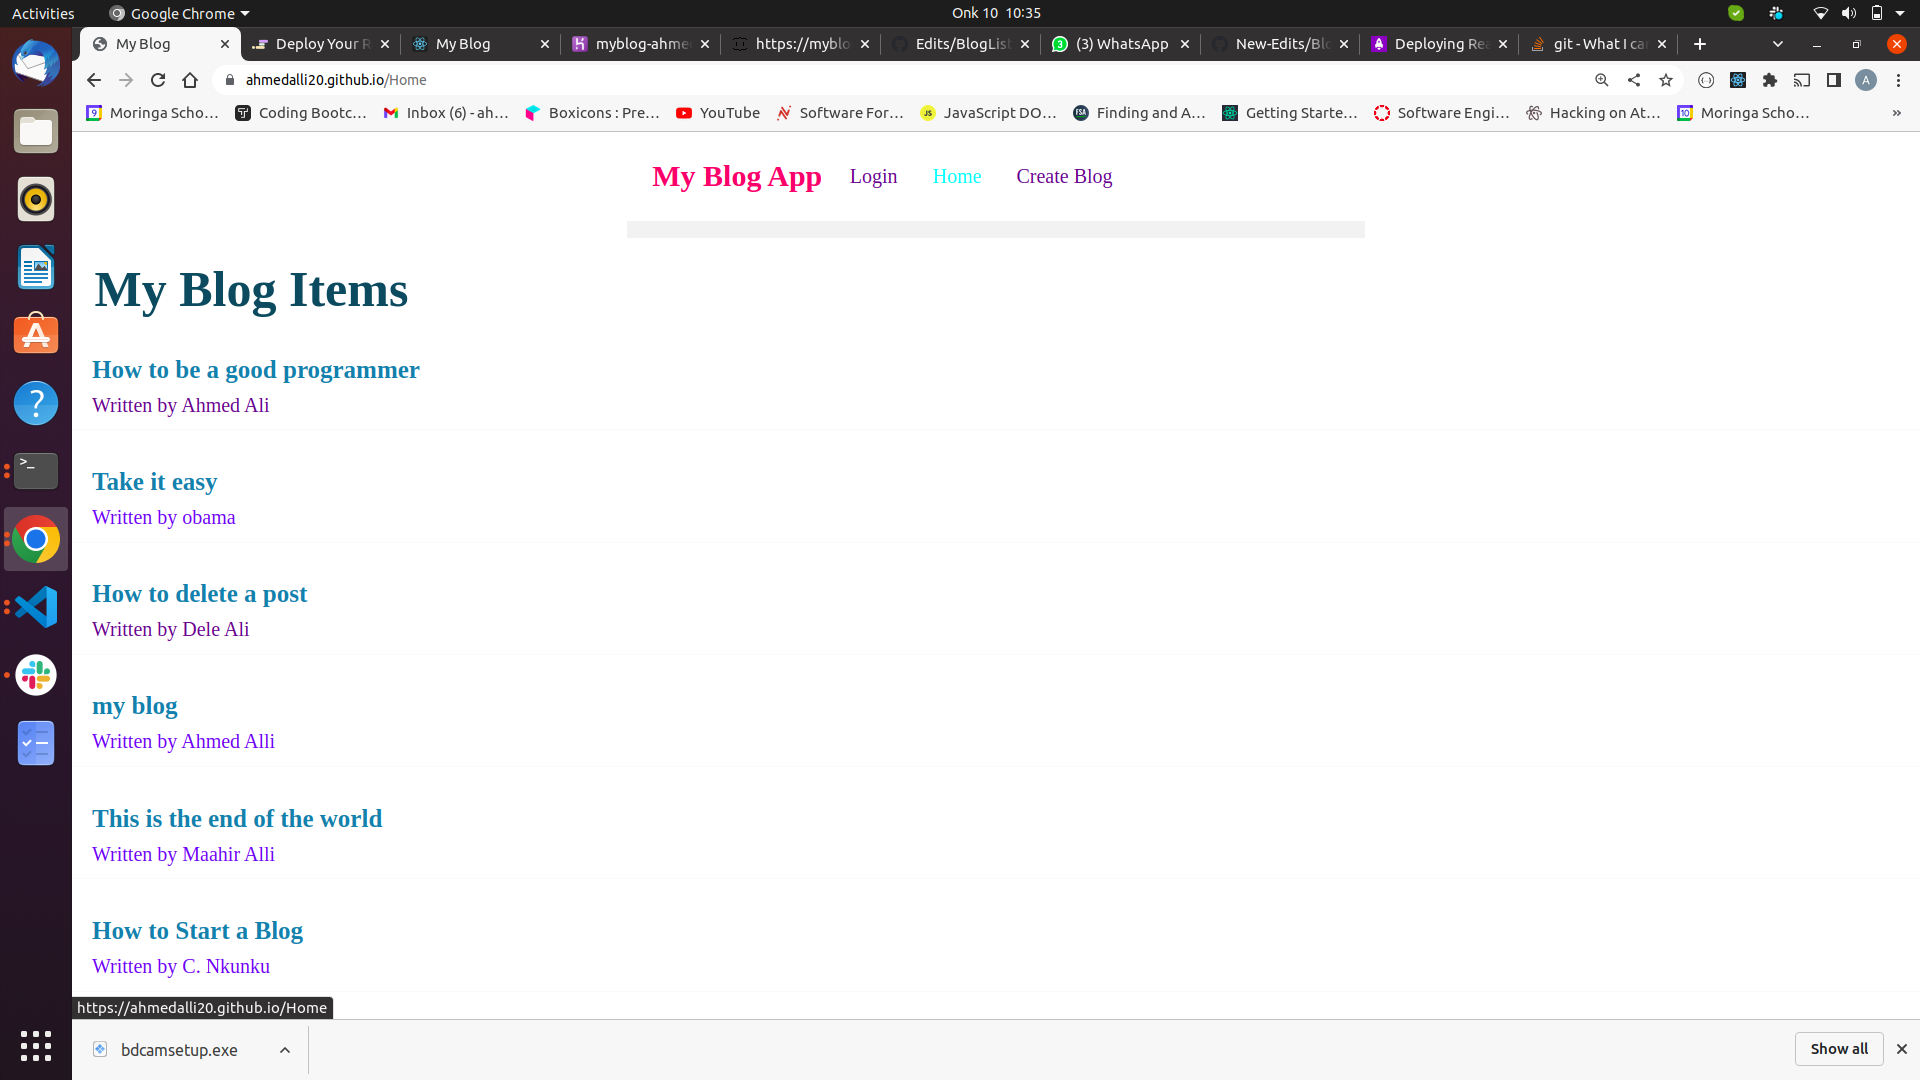 Activities
Google Chrome
Onk 10 10:35
My Blog
Deploy Your R
My Blog
myblog-ahme
https://myblo
Edits/BlogList
(3) WhatsApp
New-Edits/Blo
Deploying Rea
git - What I can
ahmedalli20.github.io/Home
A
Moringa Scho...
Coding Bootc...
Inbox (6) - ah...
Boxicons : Pre...
YouTube
Software For...
JavaScript DO...
Finding and A...
Getting Starte...
Software Engi...
Hacking on At...
Moringa Scho...
»
My Blog App
Login
Home
Create Blog
My Blog Items
How to be a good programmer
Written by Ahmed Ali
Take it easy
Written by obama
How to delete a post
Written by Dele Ali
my blog
Written by Ahmed Alli
This is the end of the world
Written by Maahir Alli
How to Start a Blog
Written by C. Nkunku
https://ahmedalli20.github.io/Home
bdcamsetup.exe
Show all